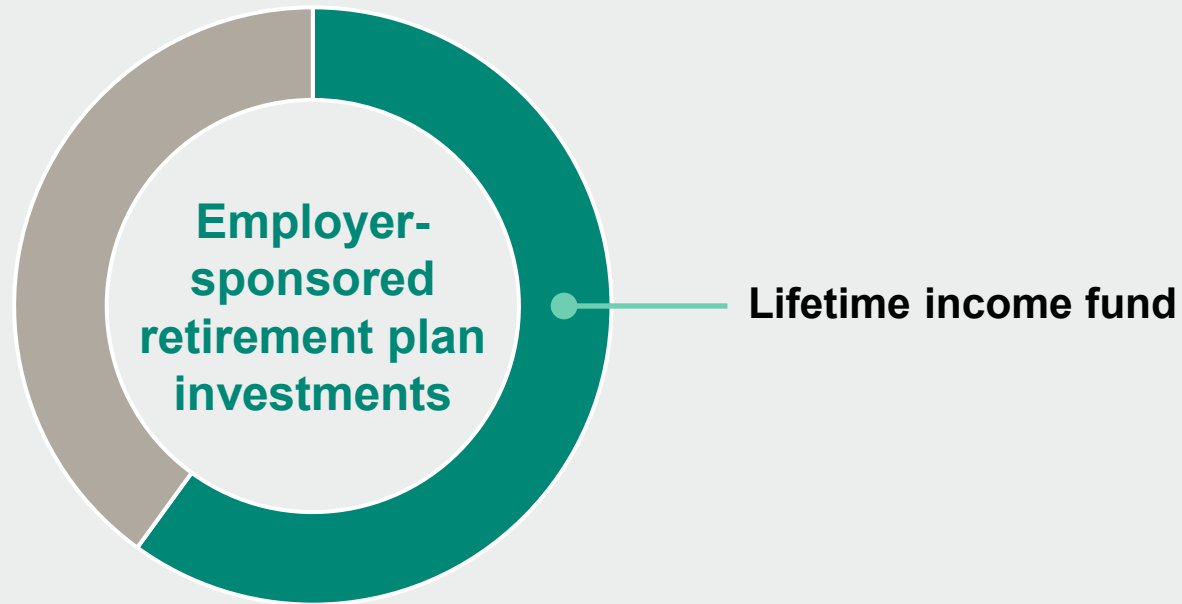 Employer-
sponsored
retirement plan
investments
Lifetime income fund